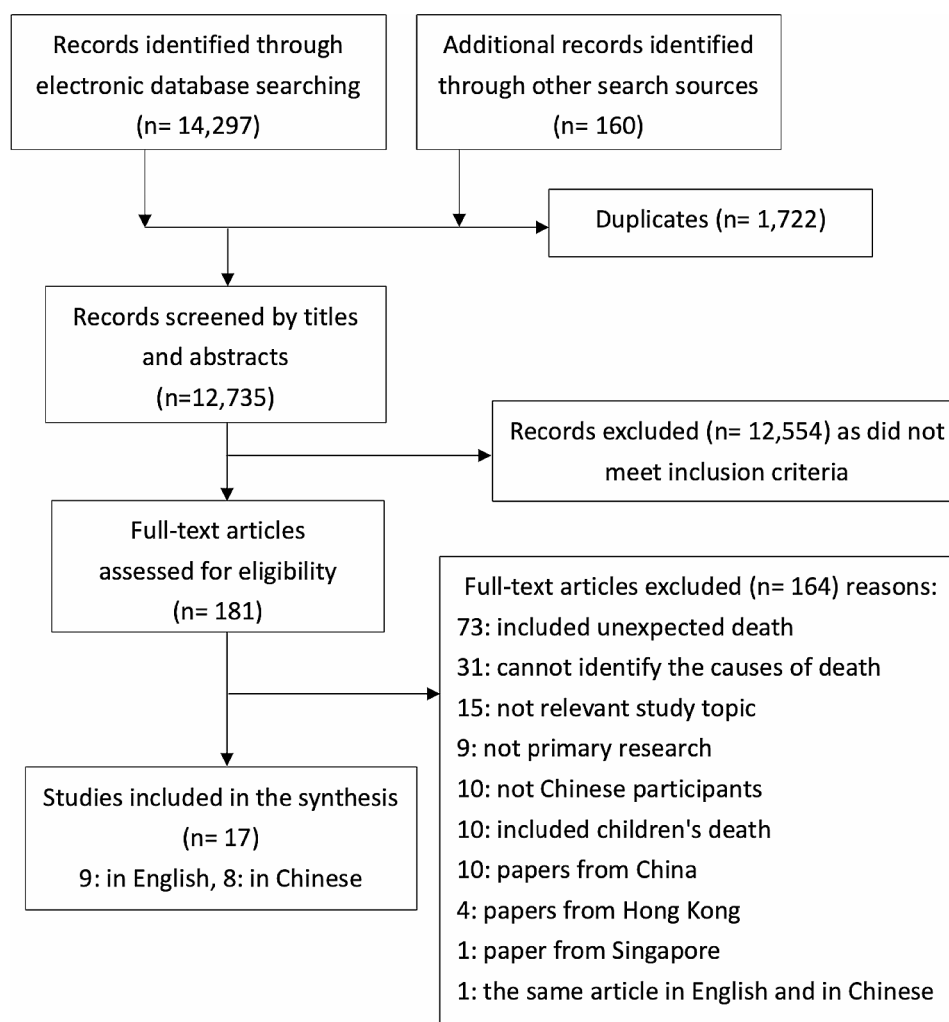 Records identified through
electronic database searching
(n= 14,297)
Additional records identified
through other search sources
(n= 160)
Duplicates (n= 1,722)
Records screened by titles
and abstracts
(n=12,735)
Records excluded (n= 12,554) as did not
meet inclusion criteria
Full-text articles
assessed for eligibility
(n= 181)
Full-text articles excluded (n= 164) reasons:
73: included unexpected death
31: cannot identify the causes of death
15: not relevant study topic
9: not primary research
10: not Chinese participants
10: included children's death
10: papers from China
4: papers from Hong Kong
1: paper from Singapore
1: the same article in English and in Chinese
Studies included in the synthesis
(n= 17)
9: in English, 8: in Chinese